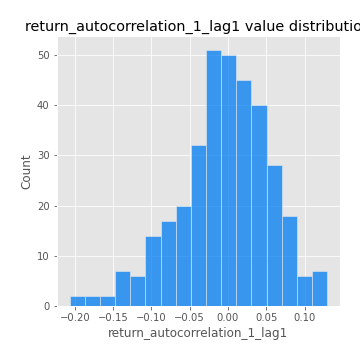 return_autocorrelation_1_lag1 value distributio
50
40
30
20
10
0
Count
−0.20 −0.15 −0.10 −0.05 0.00 0.05 0.10
return_autocorrelation_1_lag1